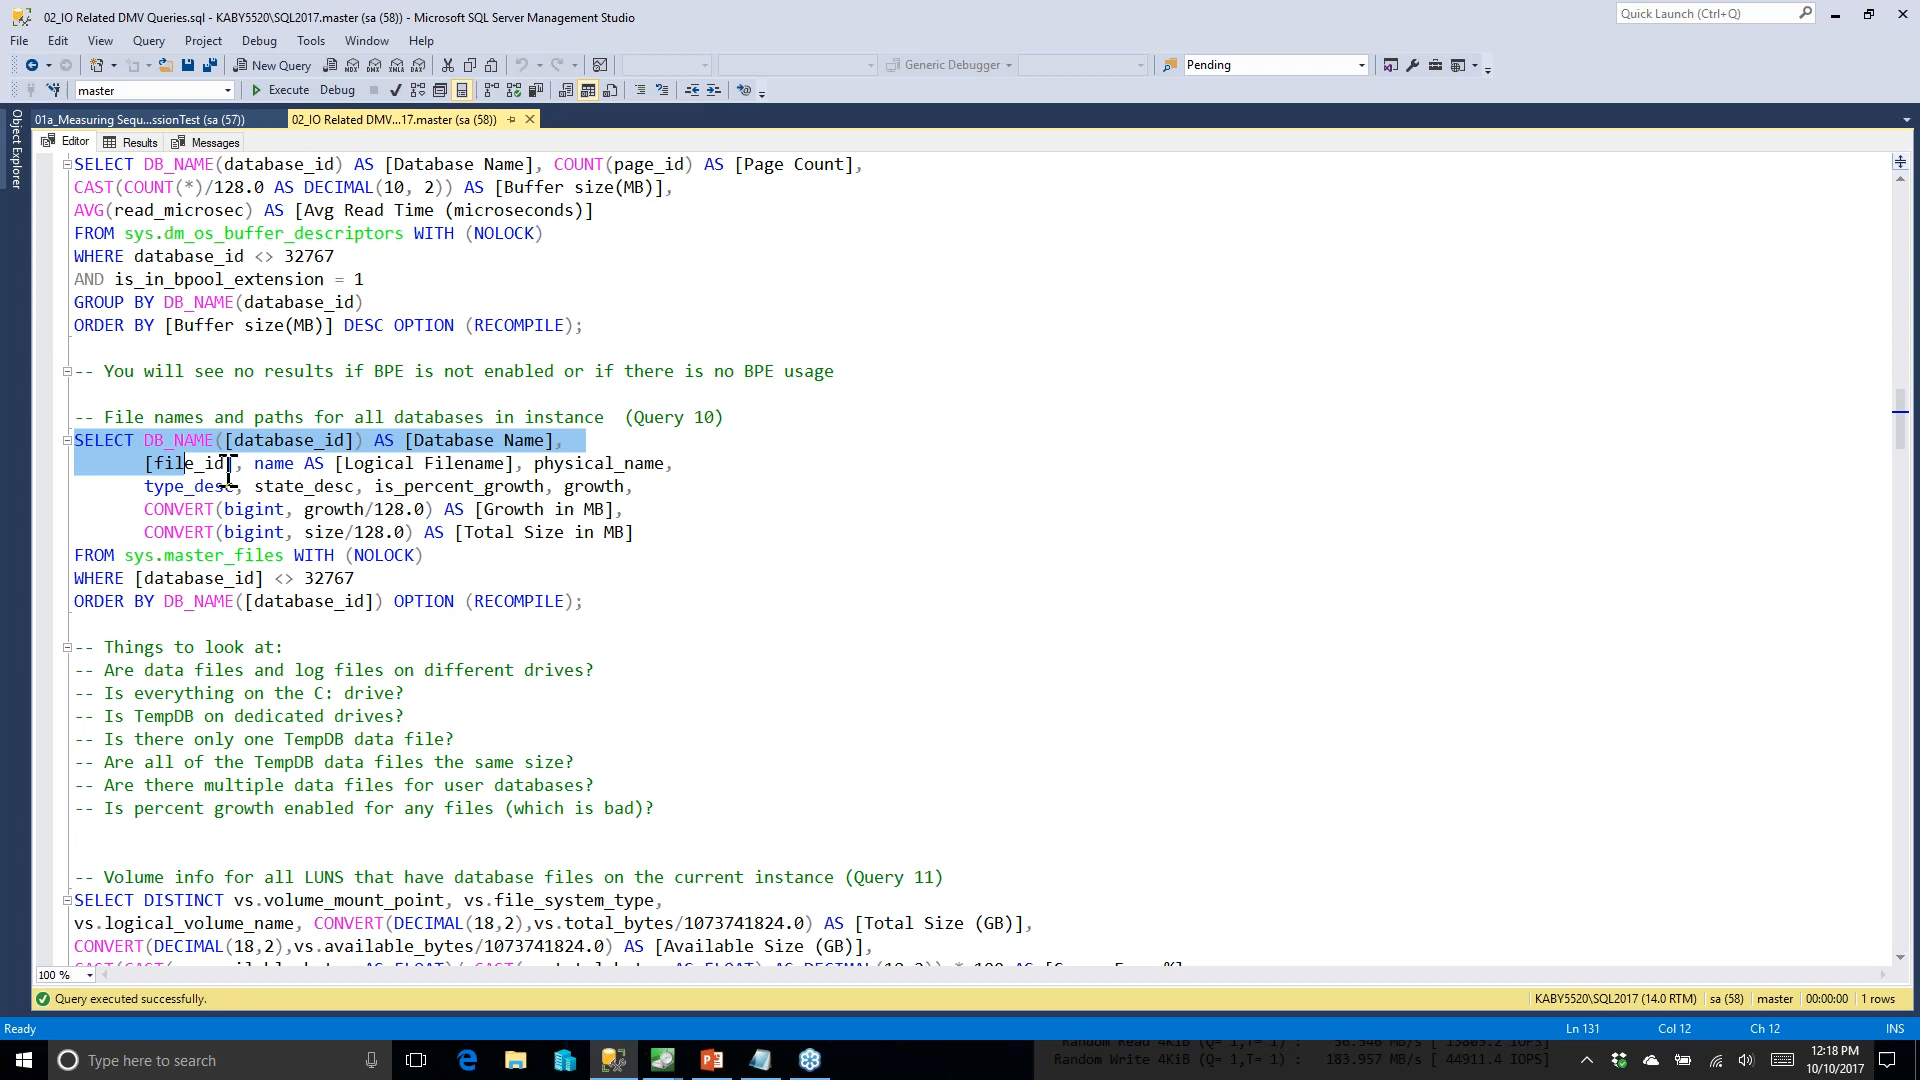 02_IO Related DMV Queries.sql - KABY5520\SQL2017.master (sa (58)) - Microsoft SQL Server Management Studio
Quick Launch (Ctrl+Q)
File Edit View Query Project Debug Tools Window Help
New Query
Generic Debugger
Pending
master
Execute Debug
Object Explorer
01a_Measuring Sequ...ssionTest (sa (57))
02_IO Related DMV...17.master (sa (58))
Editor Results Messages
SELECT DB_NAME(database_id) AS [Database Name], COUNT(page_id) AS [Page Count],
CAST(COUNT(*)/128.0 AS DECIMAL(10, 2)) AS [Buffer size(MB)],
AVG(read_microsec) AS [Avg Read Time (microseconds)]
FROM sys.dm_os_buffer_descriptors WITH (NOLOCK)
WHERE database_id <> 32767
AND is_in_bpool_extension = 1
GROUP BY DB_NAME(database_id)
ORDER BY [Buffer size(MB)] DESC OPTION (RECOMPILE);
-- You will see no results if BPE is not enabled or if there is no BPE usage
-- File names and paths for all databases in instance  (Query 10)
SELECT DB_NAME([database_id]) AS [Database Name],
[file_id], name AS [Logical Filename], physical_name,
type_desc, state_desc, is_percent_growth, growth,
CONVERT(bigint, growth/128.0) AS [Growth in MB],
CONVERT(bigint, size/128.0) AS [Total Size in MB]
FROM sys.master_files WITH (NOLOCK)
WHERE [database_id] <> 32767
ORDER BY DB_NAME([database_id]) OPTION (RECOMPILE);
-- Things to look at:
-- Are data files and log files on different drives?
-- Is everything on the C: drive?
-- Is TempDB on dedicated drives?
-- Is there only one TempDB data file?
-- Are all of the TempDB data files the same size?
-- Are there multiple data files for user databases?
-- Is percent growth enabled for any files (which is bad)?
-- Volume info for all LUNS that have database files on the current instance (Query 11)
SELECT DISTINCT vs.volume_mount_point, vs.file_system_type,
vs.logical_volume_name, CONVERT(DECIMAL(18,2),vs.total_bytes/1073741824.0) AS [Total Size (GB)],
CONVERT(DECIMAL(18,2),vs.available_bytes/1073741824.0) AS [Available Size (GB)],
100 %
Query executed successfully.
KABY5520\SQL2017 (14.0 RTM) sa (58) master 00:00:00 1 rows
Ready
Ln 131 Col 12 Ch 12 INS
Type here to search
Random Write 4KiB (Q= 1,T= 1) : 183.957 MB/s [ 44911.4 IOPS]
12:18 PM
10/10/2017